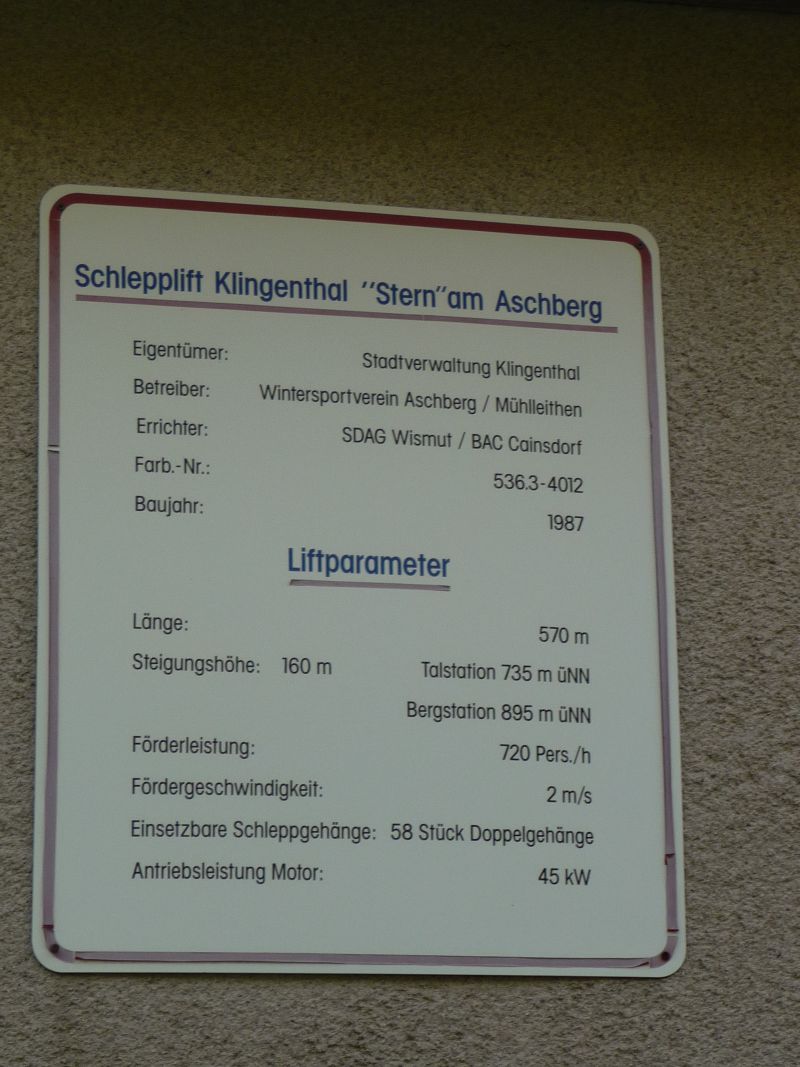 Schlepplift Klingenthal "Stern" am Aschberg
Eigentümer: Stadtverwaltung Klingenthal
Betreiber: Wintersportverein Aschberg / Mühlleithen
Errichter: SDAG Wismut / BAC Cainsdorf
Farb.-Nr.: 536.3-4012
Baujahr: 1987
Liftparameter
Länge: 570 m
Steigungshöhe: 160 m Talstation 735 m üNN
Bergstation 895 m üNN
Förderleistung: 720 Pers./h
Fördergeschwindigkeit: 2 m/s
Einsetzbare Schleppgehänge: 58 Stück Doppelgehänge
Antriebsleistung Motor: 45 kW